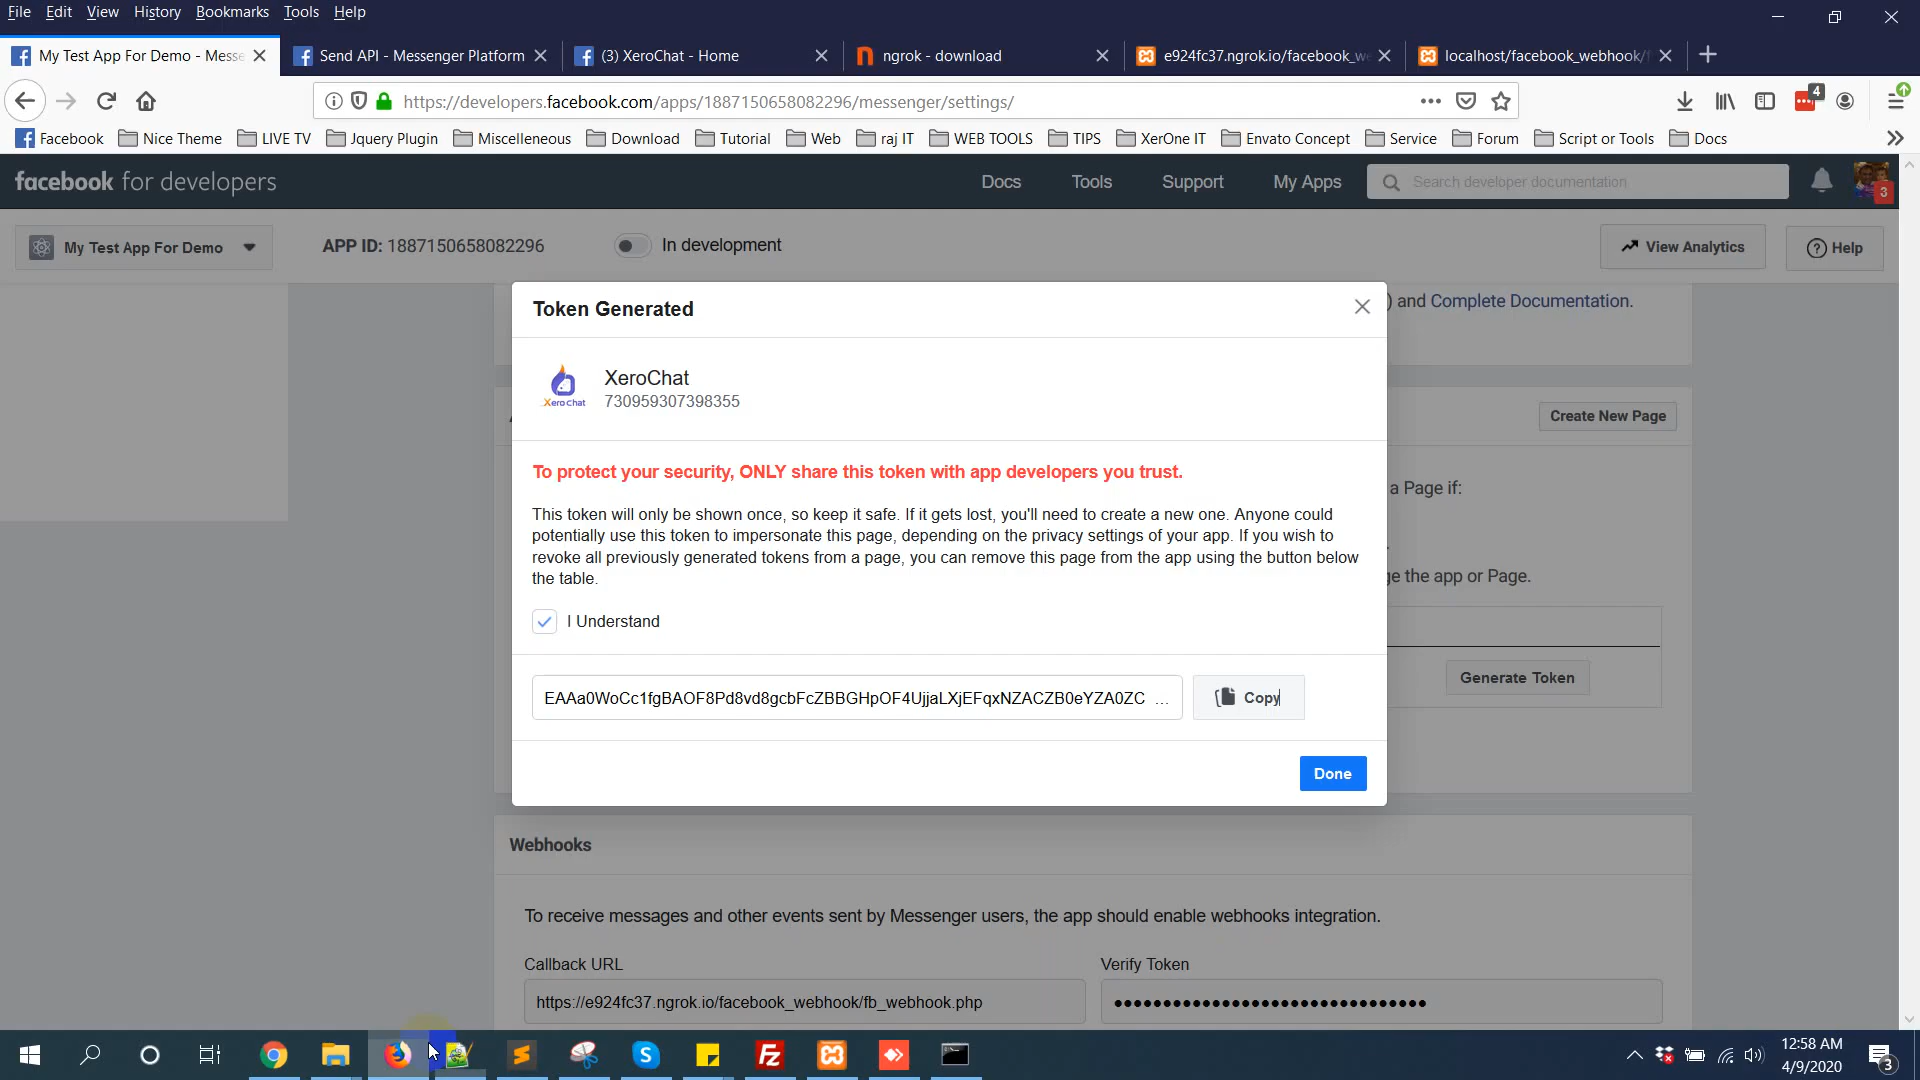 File Edit View History Bookmarks Tools Help
My Test App For Demo - Messe
Send API - Messenger Platform
(3) XeroChat - Home
ngrok - download
e924fc37.ngrok.io/facebook_we
localhost/facebook_webhook/f
https://developers.facebook.com/apps/1887150658082296/messenger/settings/
4
Facebook Nice Theme LIVE TV Jquery Plugin Miscelleneous Download Tutorial Web raj IT WEB TOOLS TIPS XerOne IT Envato Concept Service Forum Script or Tools Docs
facebook for developers
Docs Tools Support My Apps Search developer documentation
3
My Test App For Demo
APP ID: 1887150658082296
In development
View Analytics
Help
) and Complete Documentation.
Token Generated
XeroChat
XeroChat
730959307398355
Create New Page
To protect your security, ONLY share this token with app developers you trust.
a Page if:
This token will only be shown once, so keep it safe. If it gets lost, you'll need to create a new one. Anyone could
potentially use this token to impersonate this page, depending on the privacy settings of your app. If you wish to
revoke all previously generated tokens from a page, you can remove this page from the app using the button below
the table.
ge the app or Page.
I Understand
Generate Token
EAAa0WoCc1fgBAOF8Pd8vd8gcbFcZBBGHpOF4UjjaLXjEFqxNZACZB0eYZA0ZC ...
Copy
Done
Webhooks
To receive messages and other events sent by Messenger users, the app should enable webhooks integration.
Callback URL
Verify Token
https://e924fc37.ngrok.io/facebook_webhook/fb_webhook.php
12:58 AM
4/9/2020
3